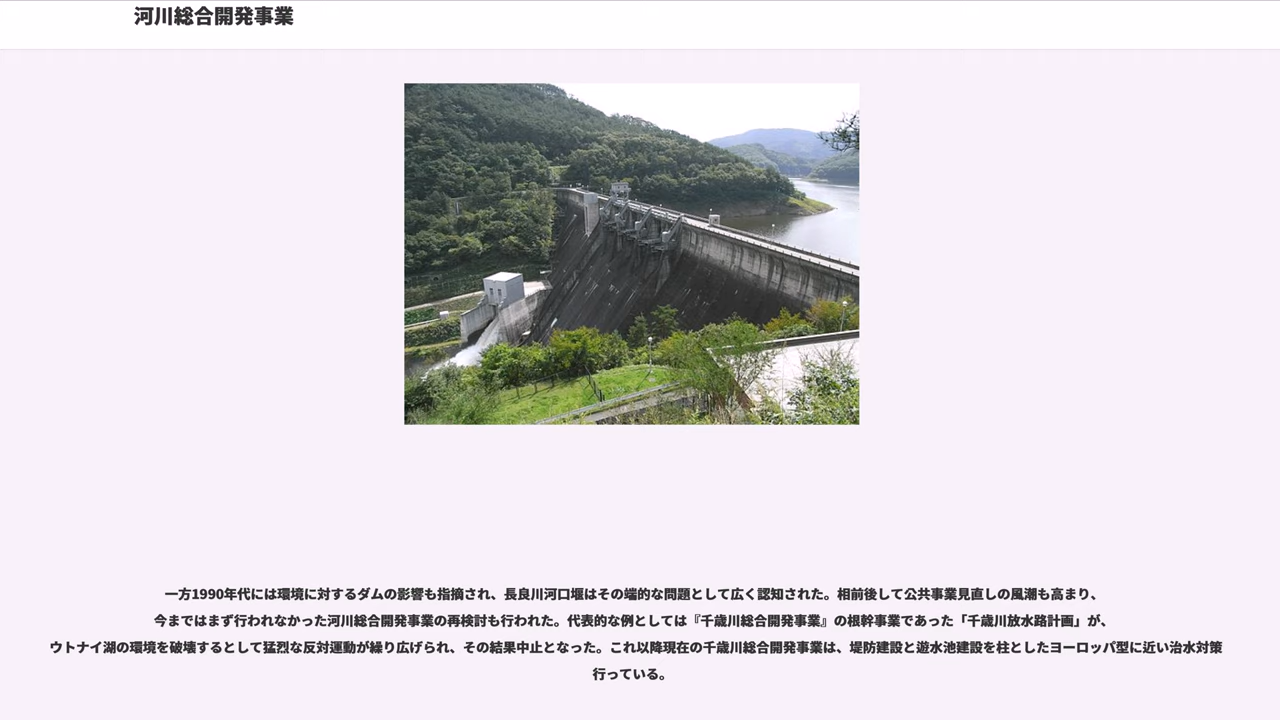 河川総合開発事業
一方1990年代には環境に対するダムの影響も指摘され、長良川河口堰はその端的な問題として広く認知された。相前後して公共事業見直しの風潮も高まり、
今まではまず行われなかった河川総合開発事業の再検討も行われた。代表的な例としては『千歳川総合開発事業』の根幹事業であった「千歳川放水路計画」が、
ウトナイ湖の環境を破壊するとして猛烈な反対運動が繰り広げられ、その結果中止となった。これ以降現在の千歳川総合開発事業は、堤防建設と遊水池建設を柱としたヨーロッパ型に近い治水対策
行っている。